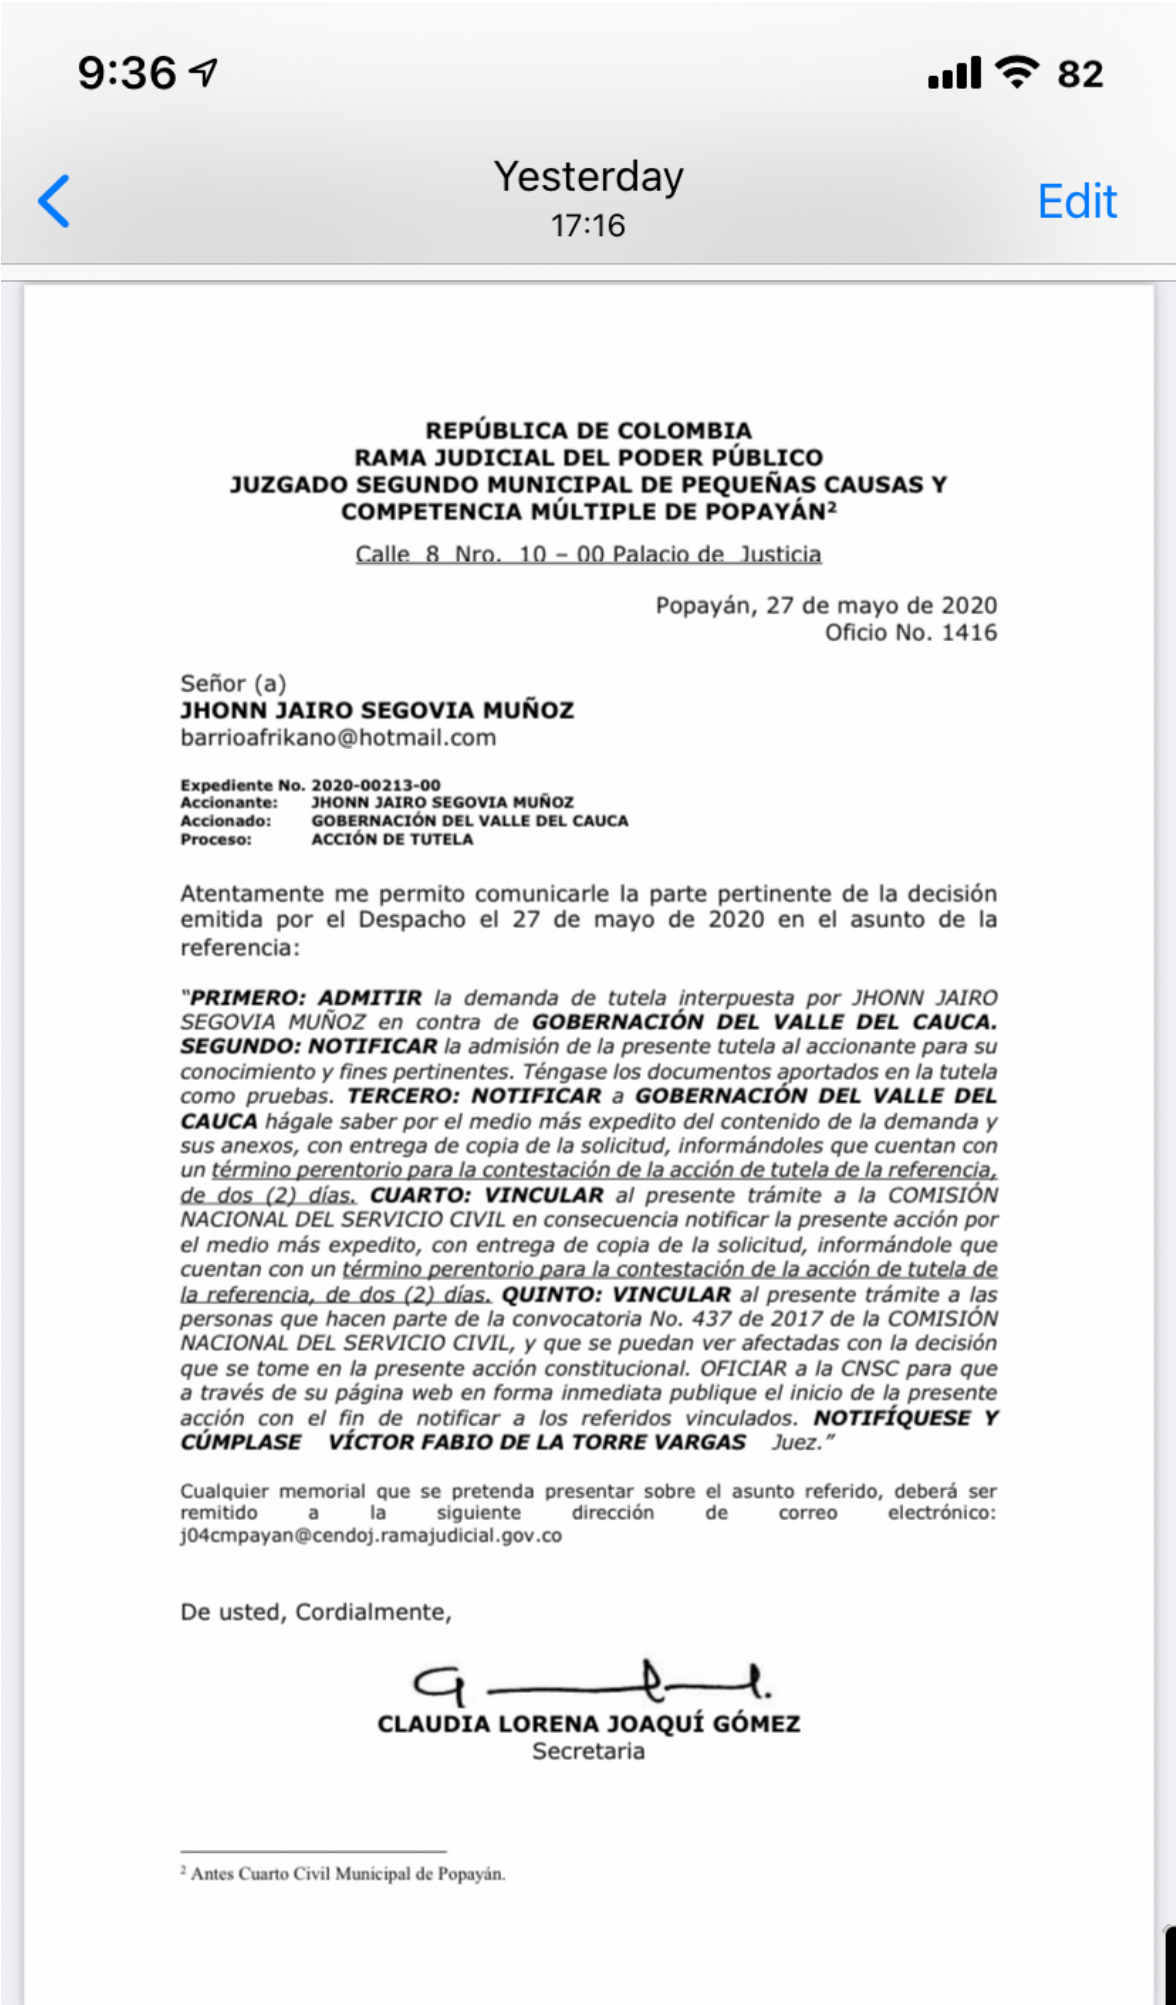 9:36
82
Yesterday
17:16
Edit
REPÚBLICA DE COLOMBIA
RAMA JUDICIAL DEL PODER PÚBLICO
JUZGADO SEGUNDO MUNICIPAL DE PEQUEÑAS CAUSAS Y
COMPETENCIA MÚLTIPLE DE POPAYÁN²
Calle 8 Nro. 10 – 00 Palacio de Justicia
Popayán, 27 de mayo de 2020
Oficio No. 1416
Señor (a)
JHONN JAIRO SEGOVIA MUÑOZ
barrioafrikano@hotmail.com
Expediente No. 2020-00213-00
Accionante: JHONN JAIRO SEGOVIA MUÑOZ
Accionado: GOBERNACIÓN DEL VALLE DEL CAUCA
Proceso: ACCIÓN DE TUTELA
Atentamente me permito comunicarle la parte pertinente de la decisión
emitida por el Despacho el 27 de mayo de 2020 en el asunto de la
referencia:
"PRIMERO: ADMITIR la demanda de tutela interpuesta por JHONN JAIRO
SEGOVIA MUÑOZ en contra de GOBERNACIÓN DEL VALLE DEL CAUCA.
SEGUNDO: NOTIFICAR la admisión de la presente tutela al accionante para su
conocimiento y fines pertinentes. Téngase los documentos aportados en la tutela
como pruebas. TERCERO: NOTIFICAR a GOBERNACIÓN DEL VALLE DEL
CAUCA hágale saber por el medio más expedito del contenido de la demanda y
sus anexos, con entrega de copia de la solicitud, informándoles que cuentan con
un término perentorio para la contestación de la acción de tutela de la referencia,
de dos (2) días. CUARTO: VINCULAR al presente trámite a la COMISIÓN
NACIONAL DEL SERVICIO CIVIL en consecuencia notificar la presente acción por
el medio más expedito, con entrega de copia de la solicitud, informándole que
cuentan con un término perentorio para la contestación de la acción de tutela de
la referencia, de dos (2) días. QUINTO: VINCULAR al presente trámite a las
personas que hacen parte de la convocatoria No. 437 de 2017 de la COMISIÓN
NACIONAL DEL SERVICIO CIVIL, y que se puedan ver afectadas con la decisión
que se tome en la presente acción constitucional. OFICIAR a la CNSC para que
a través de su página web en forma inmediata publique el inicio de la presente
acción con el fin de notificar a los referidos vinculados. NOTIFÍQUESE Y
CÚMPLASE VÍCTOR FABIO DE LA TORRE VARGAS Juez."
Cualquier memorial que se pretenda presentar sobre el asunto referido, deberá ser
remitido a la siguiente dirección de correo electrónico:
j04cmpayan@cendoj.ramajudicial.gov.co
De usted, Cordialmente,
CLAUDIA LORENA JOAQUÍ GÓMEZ
Secretaria
² Antes Cuarto Civil Municipal de Popayán.